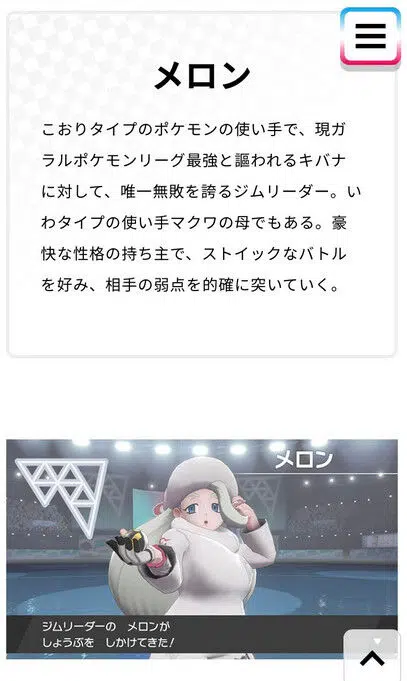 メロン
こおりタイプのポケモンの使い手で、現ガ
ラルポケモンリーグ最強と謳われるキバナ
に対して、唯一無敗を誇るジムリーダー。い
わタイプの使い手マクワの母でもある。豪
快な性格の持ち主で、ストイックなバトル
を好み、相手の弱点を的確に突いていく。
メロン
ジムリーダーの　メロンが
しょうぶを　しかけてきた！